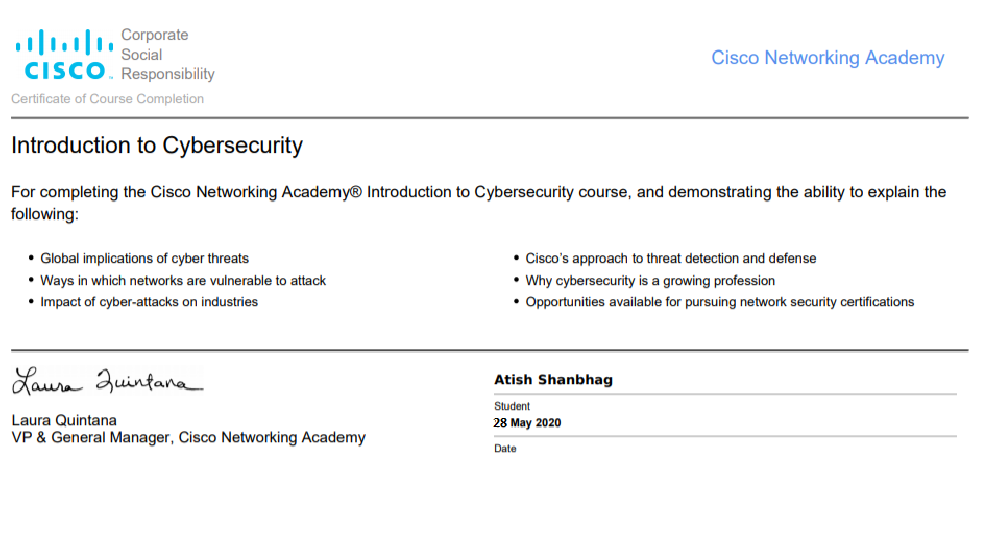 Corporate
Social
Responsibility
CISCO™
Cisco Networking Academy
Certificate of Course Completion
Introduction to Cybersecurity
For completing the Cisco Networking Academy® Introduction to Cybersecurity course, and demonstrating the ability to explain the
following:
• Global implications of cyber threats
• Ways in which networks are vulnerable to attack
• Impact of cyber-attacks on industries
• Cisco's approach to threat detection and defense
• Why cybersecurity is a growing profession
• Opportunities available for pursuing network security certifications
Laura Quintana
Laura Quintana
VP & General Manager, Cisco Networking Academy
Atish Shanbhag
Student
28 May 2020
Date